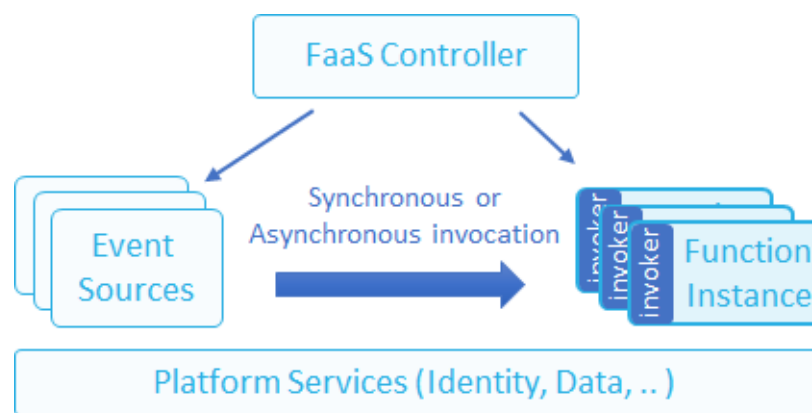 FaaS Controller
Synchronous or
Asynchronous invocation
Event
Sources
invoker
invoker
invoker
Function
Instance
Platform Services (Identity, Data, .. )